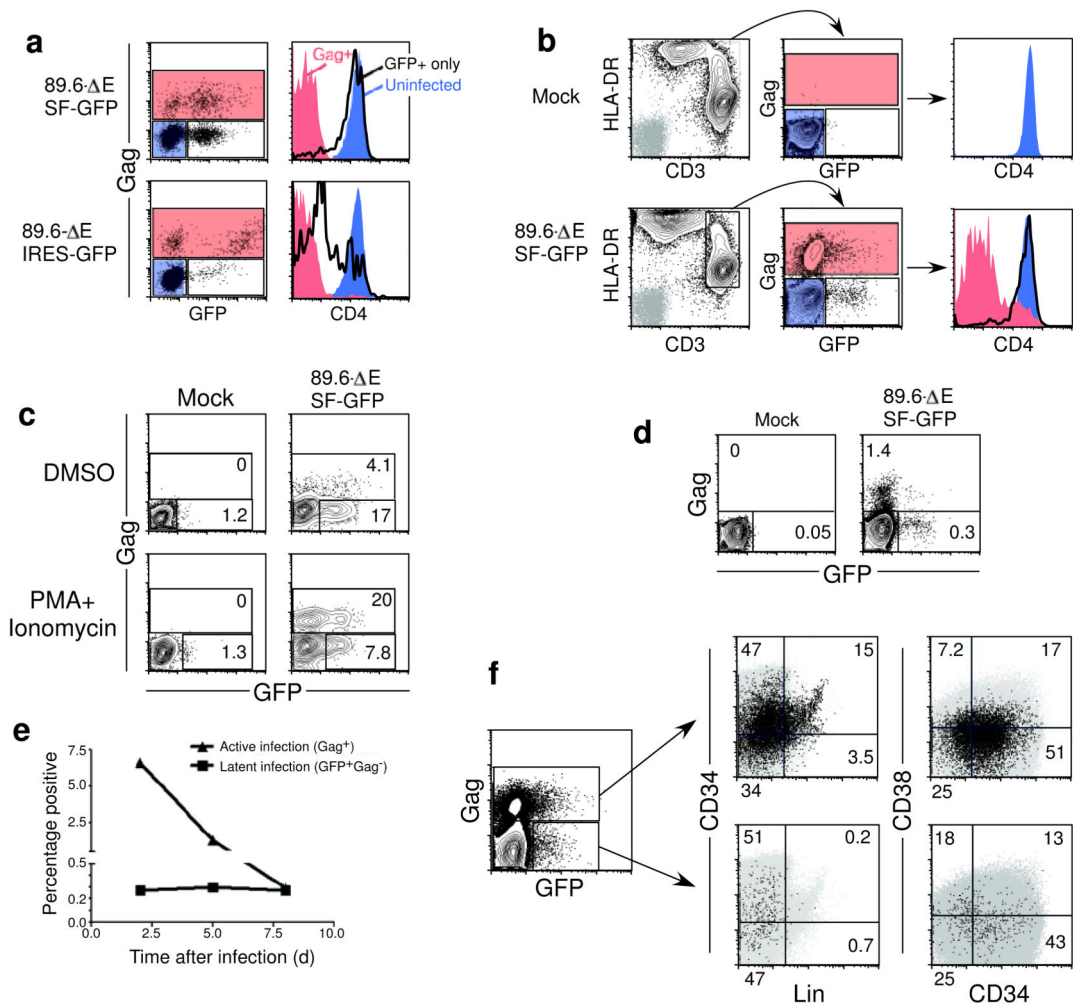 a
89.6-ΔE
SF-GFP
Gag+
GFP+ only
Uninfected
Gag
89.6-ΔE
IRES-GFP
GFP
CD4
b
Mock
HLA-DR
CD3
Gag
GFP
CD4
89.6-ΔE
SF-GFP
HLA-DR
CD3
Gag
GFP
CD4
c
Mock
89.6-ΔE
SF-GFP
DMSO
0
1.2
4.1
17
Gag
PMA+
Ionomycin
0
1.3
20
7.8
GFP
d
Mock
89.6-ΔE
SF-GFP
Gag
0
0.05
1.4
0.3
GFP
e
Percentage positive
7.5
5.0
2.5
0.5
0.2
0.0
Active infection (Gag+)
Latent infection (GFP+Gag-)
0.0
2.5
5.0
7.5
10.0
Time after infection (d)
f
Gag
GFP
CD34
47
15
34
3.5
CD38
7.2
17
25
51
51
0.2
47
0.7
18
13
25
43
Lin
CD34